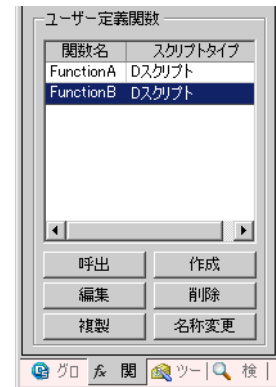 ユーザー定義関数
関数名 スクリプトタイプ
FunctionA Dスクリプト
FunctionB Dスクリプト
呼出 作成
編集 削除
複製 名称変更
グロ fx 関 ツー 検